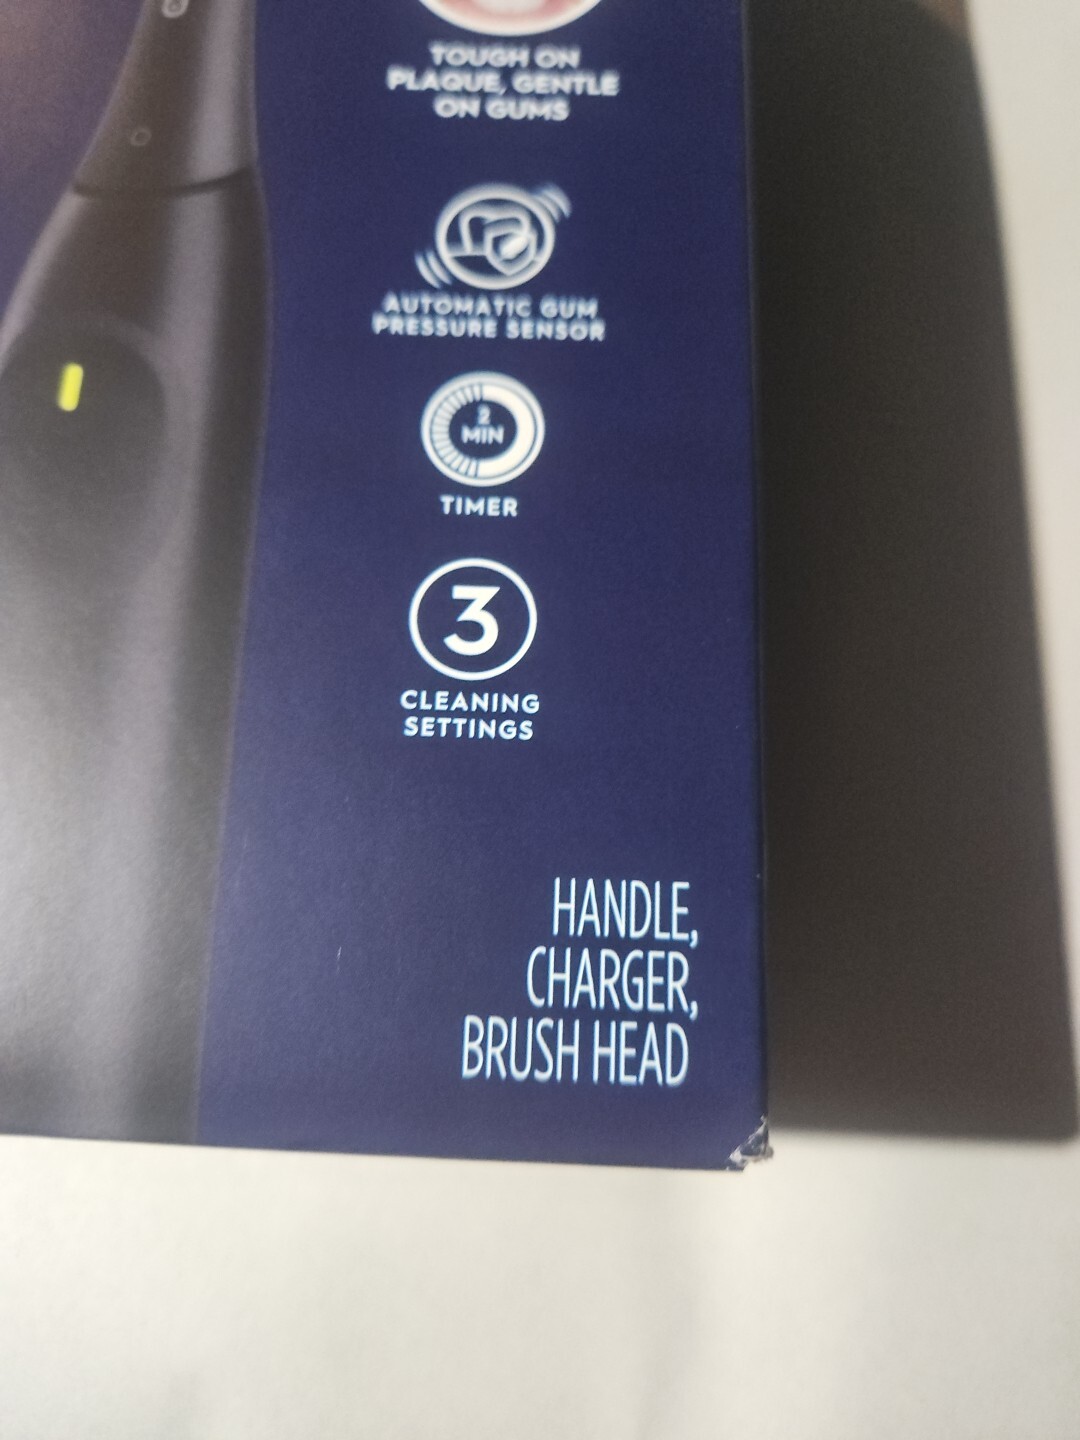 TOUGH ON
PLAQUE, GENTLE
ON GUMS
AUTOMATIC GUM
PRESSURE SENSOR
2
MIN
TIMER
3
CLEANING
SETTINGS
HANDLE,
CHARGER,
BRUSH HEAD